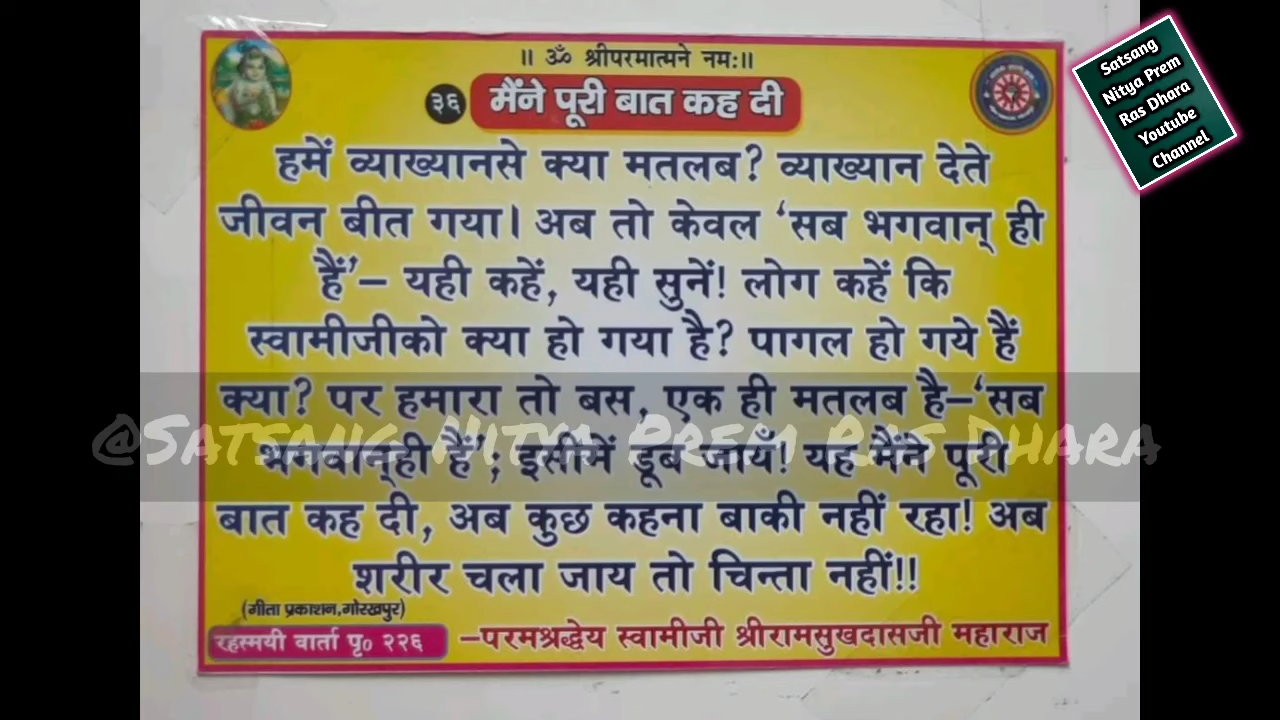 ॥ ॐ श्रीपरमात्मने नमः॥
३६ मैंने पूरी बात कह दी
हमें व्याख्यानसे क्या मतलब? व्याख्यान देते
जीवन बीत गया। अब तो केवल ‘सब भगवान् ही
हैं’– यही कहें, यही सुनें! लोग कहें कि
स्वामीजीको क्या हो गया है? पागल हो गये हैं
क्या? पर हमारा तो बस, एक ही मतलब है–‘सब
भगवान्ही हैं’; इसीमें डूब जायँ! यह मैंने पूरी
बात कह दी, अब कुछ कहना बाकी नहीं रहा! अब
शरीर चला जाय तो चिन्ता नहीं!!
(गीता प्रकाशन,गोरखपुर)
रहस्मयी वार्ता पृ० २२६
–परमश्रद्धेय स्वामीजी श्रीरामसुखदासजी महाराज
Satsang
Nitya Prem
Ras Dhara
Youtube
Channel
@Satsang Nitya Prem Ras Dhara